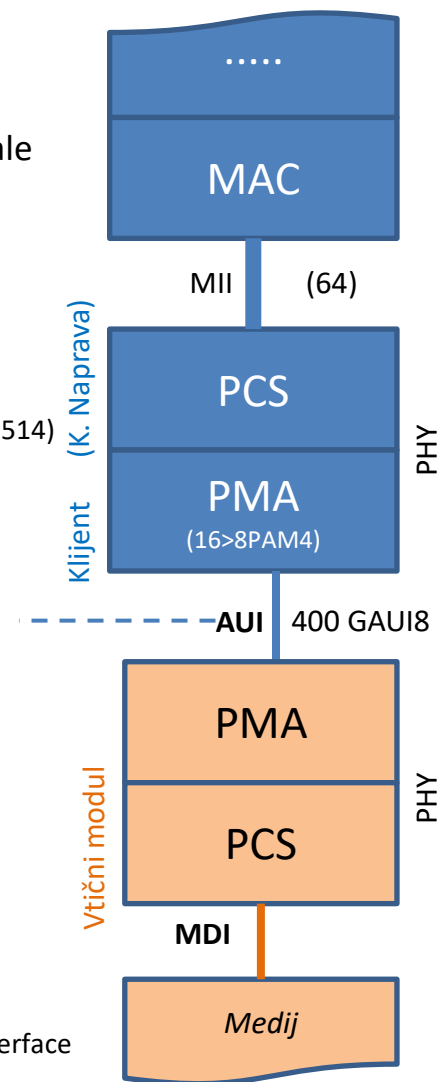 .....
ale
MAC
MII (64)
(K. Naprava)
PCS
514)
PHY
Klijent
PMA
(16>8PAM4)
AUI 400 GAUI8
PMA
Vtični modul
PHY
PCS
MDI
Medij
erface